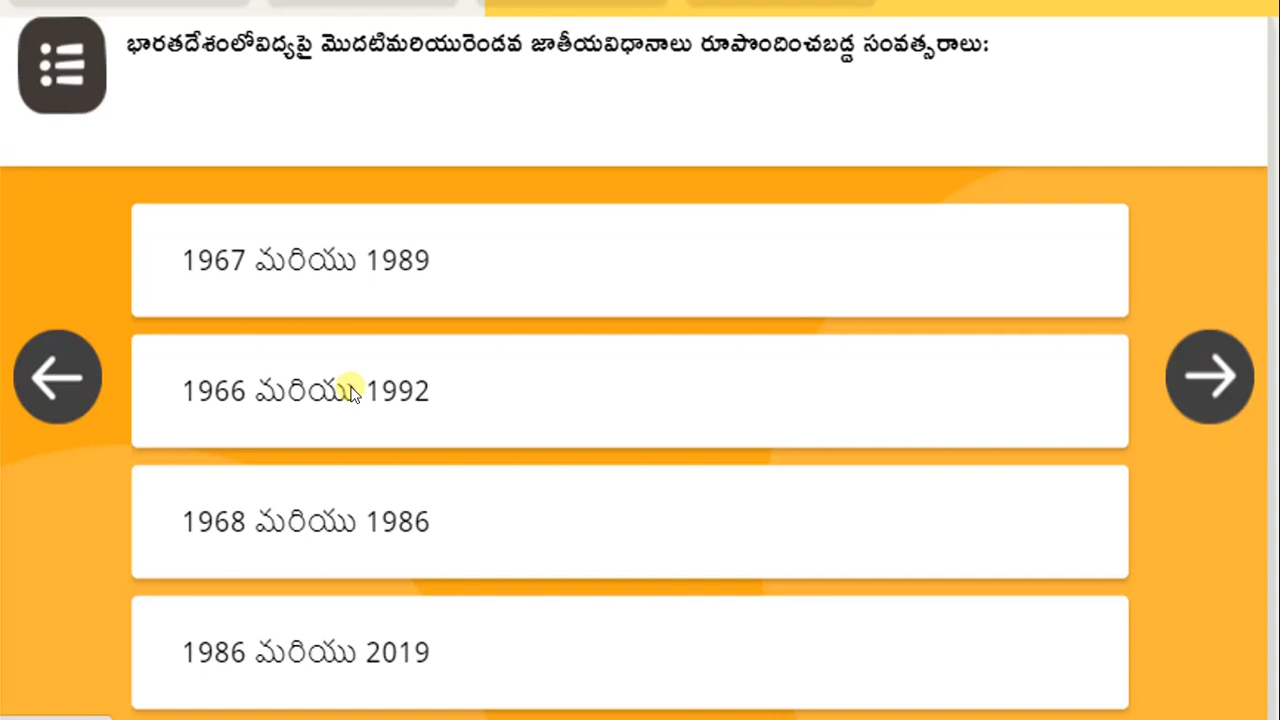 భారతదేశంలోవిద్యపై మొదటిమరియురెండవ జాతీయవిధానాలు రూపొందించబడ్డ సంవత్సరాలు:
1967 మరియు 1989
1966 మరియు 1992
1968 మరియు 1986
1986 మరియు 2019